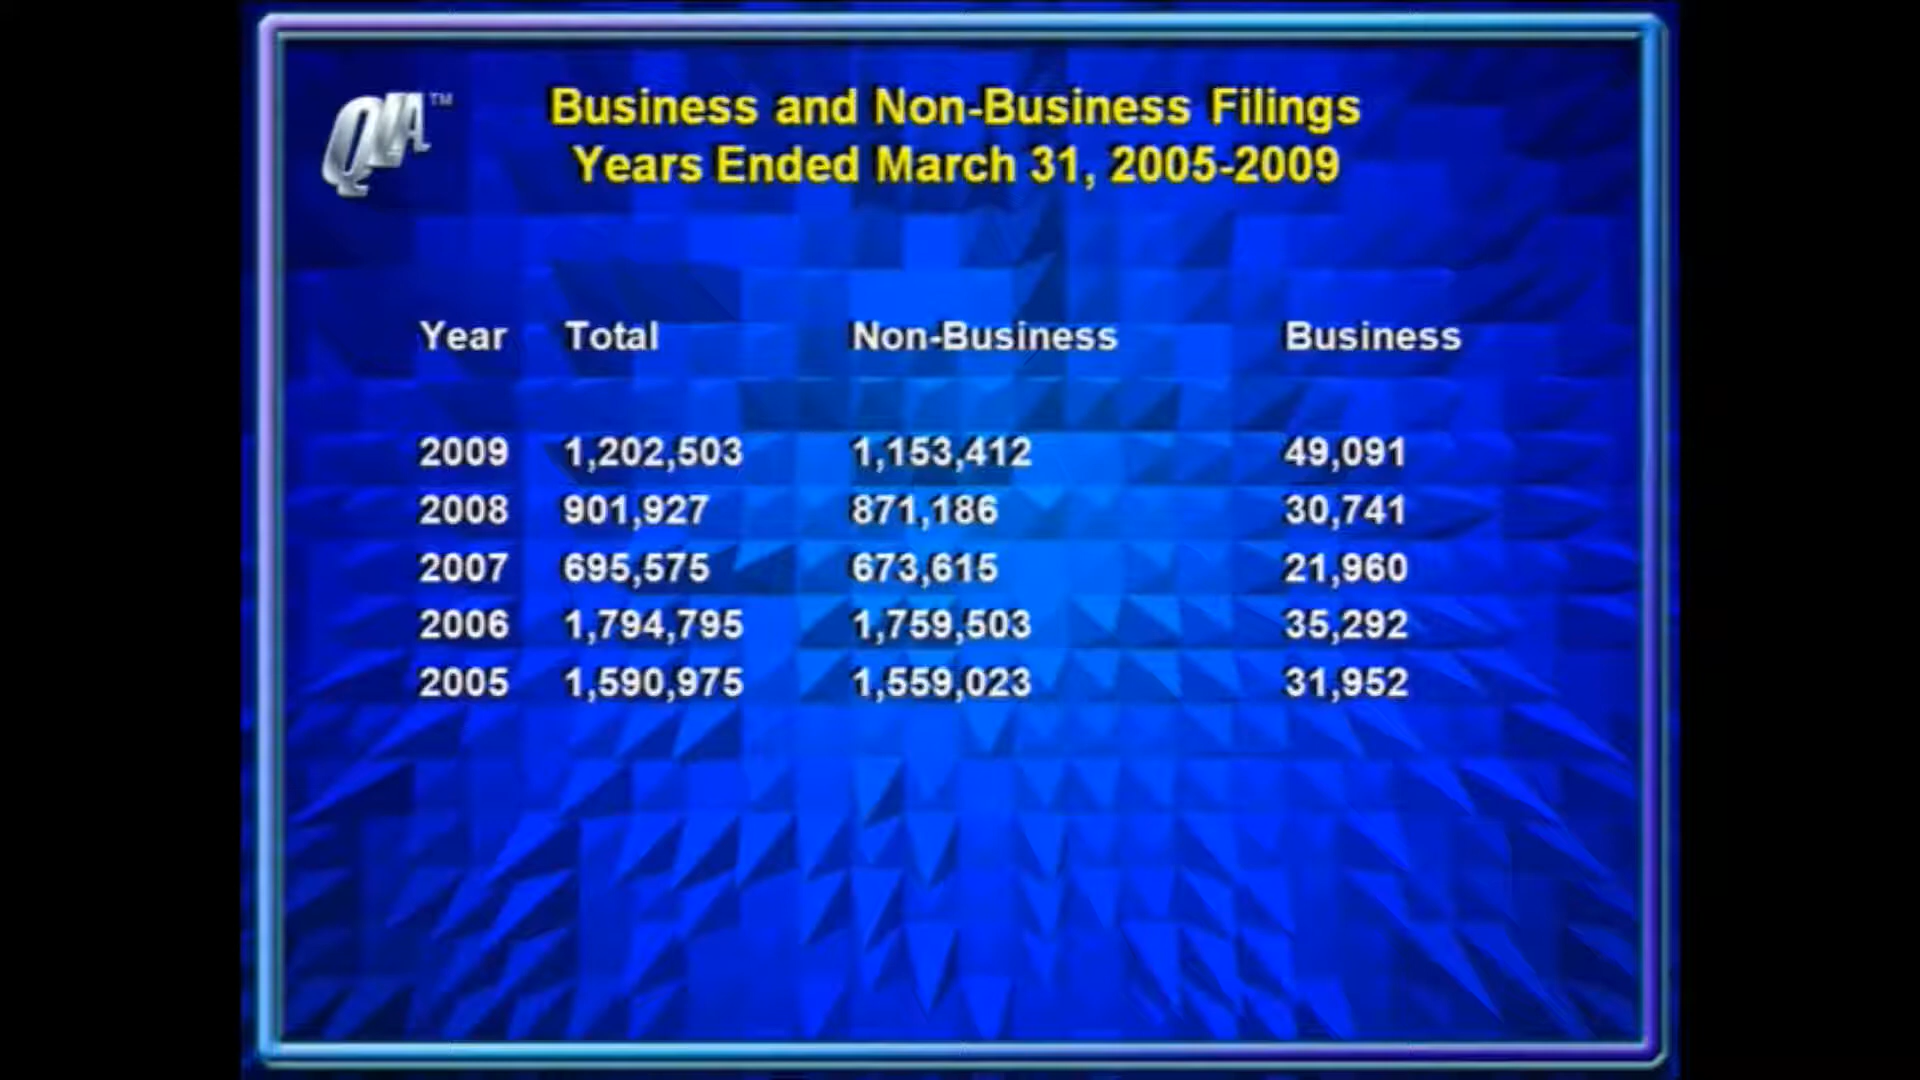 QLA™
Business and Non-Business Filings
Years Ended March 31, 2005-2009
Year Total Non-Business Business
2009 1,202,503 1,153,412 49,091
2008 901,927 871,186 30,741
2007 695,575 673,615 21,960
2006 1,794,795 1,759,503 35,292
2005 1,590,975 1,559,023 31,952